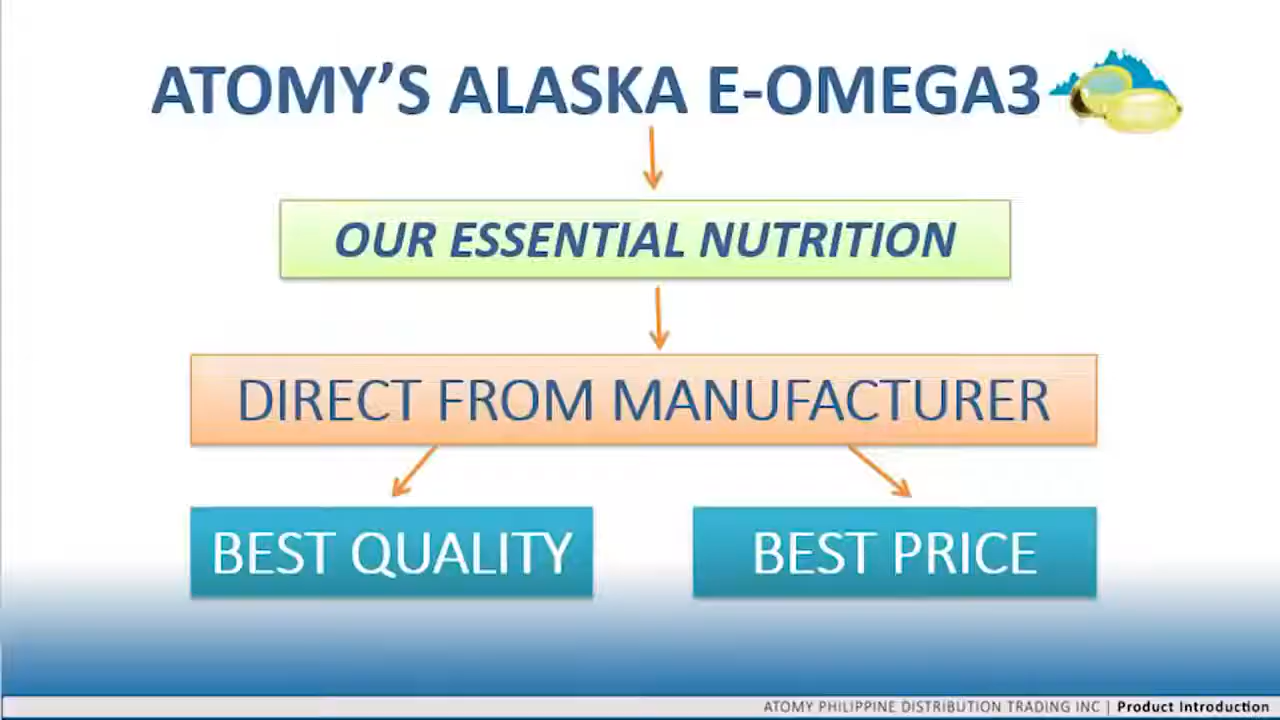 ATOMY'S ALASKA E-OMEGA3
OUR ESSENTIAL NUTRITION
DIRECT FROM MANUFACTURER
BEST QUALITY
BEST PRICE
ATOMY PHILIPPINE DISTRIBUTION TRADING INC | Product Introduction